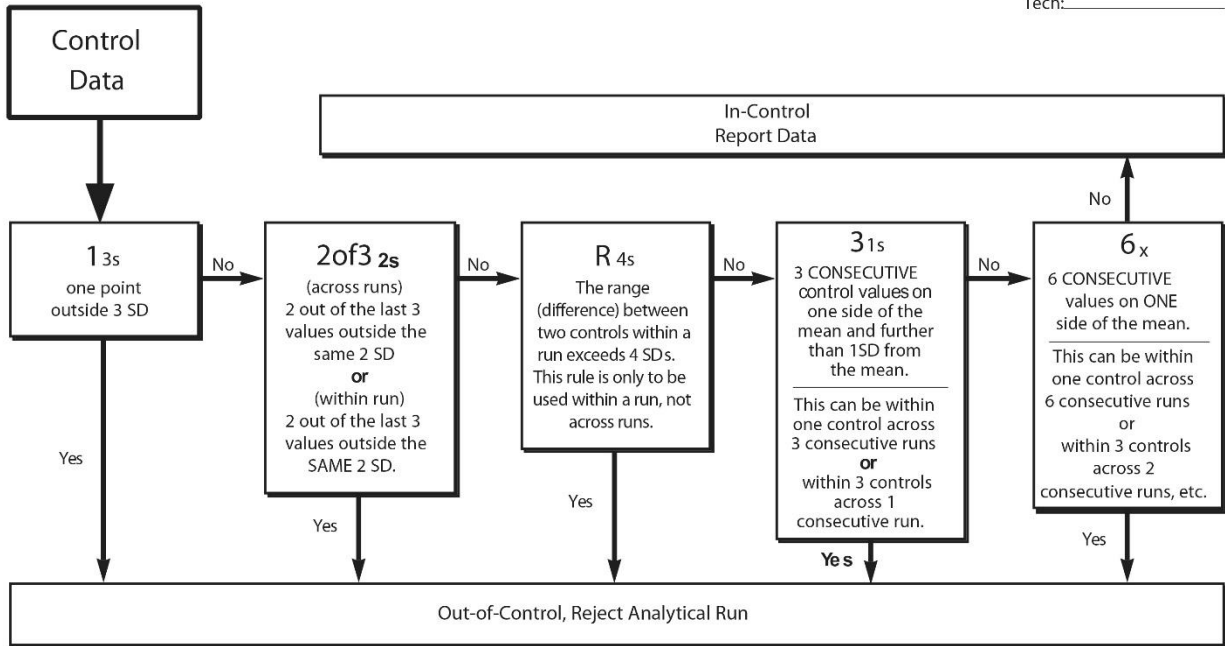 Tech:
Control
Data
In-Control
Report Data
1 3s
one point
outside 3 SD
No
Yes
2of3 2s
(across runs)
2 out of the last 3
values outside the
same 2 SD
or
(within run)
2 out of the last 3
values outside the
SAME 2 SD.
No
Yes
R 4s
The range
(difference) between
two controls within a
run exceeds 4 SDs.
This rule is only to be
used within a run, not
across runs.
No
Yes
3 1s
3 CONSECUTIVE
control values on
one side of the
mean and further
than 1SD from
the mean.
This can be within
one control across
3 consecutive runs
or
within 3 controls
across 1
consecutive run.
No
Yes
6 x
6 CONSECUTIVE
values on ONE
side of the mean.
This can be within
one control across
6 consecutive runs
or
within 3 controls
across 2
consecutive runs, etc.
No
Yes
Out-of-Control, Reject Analytical Run